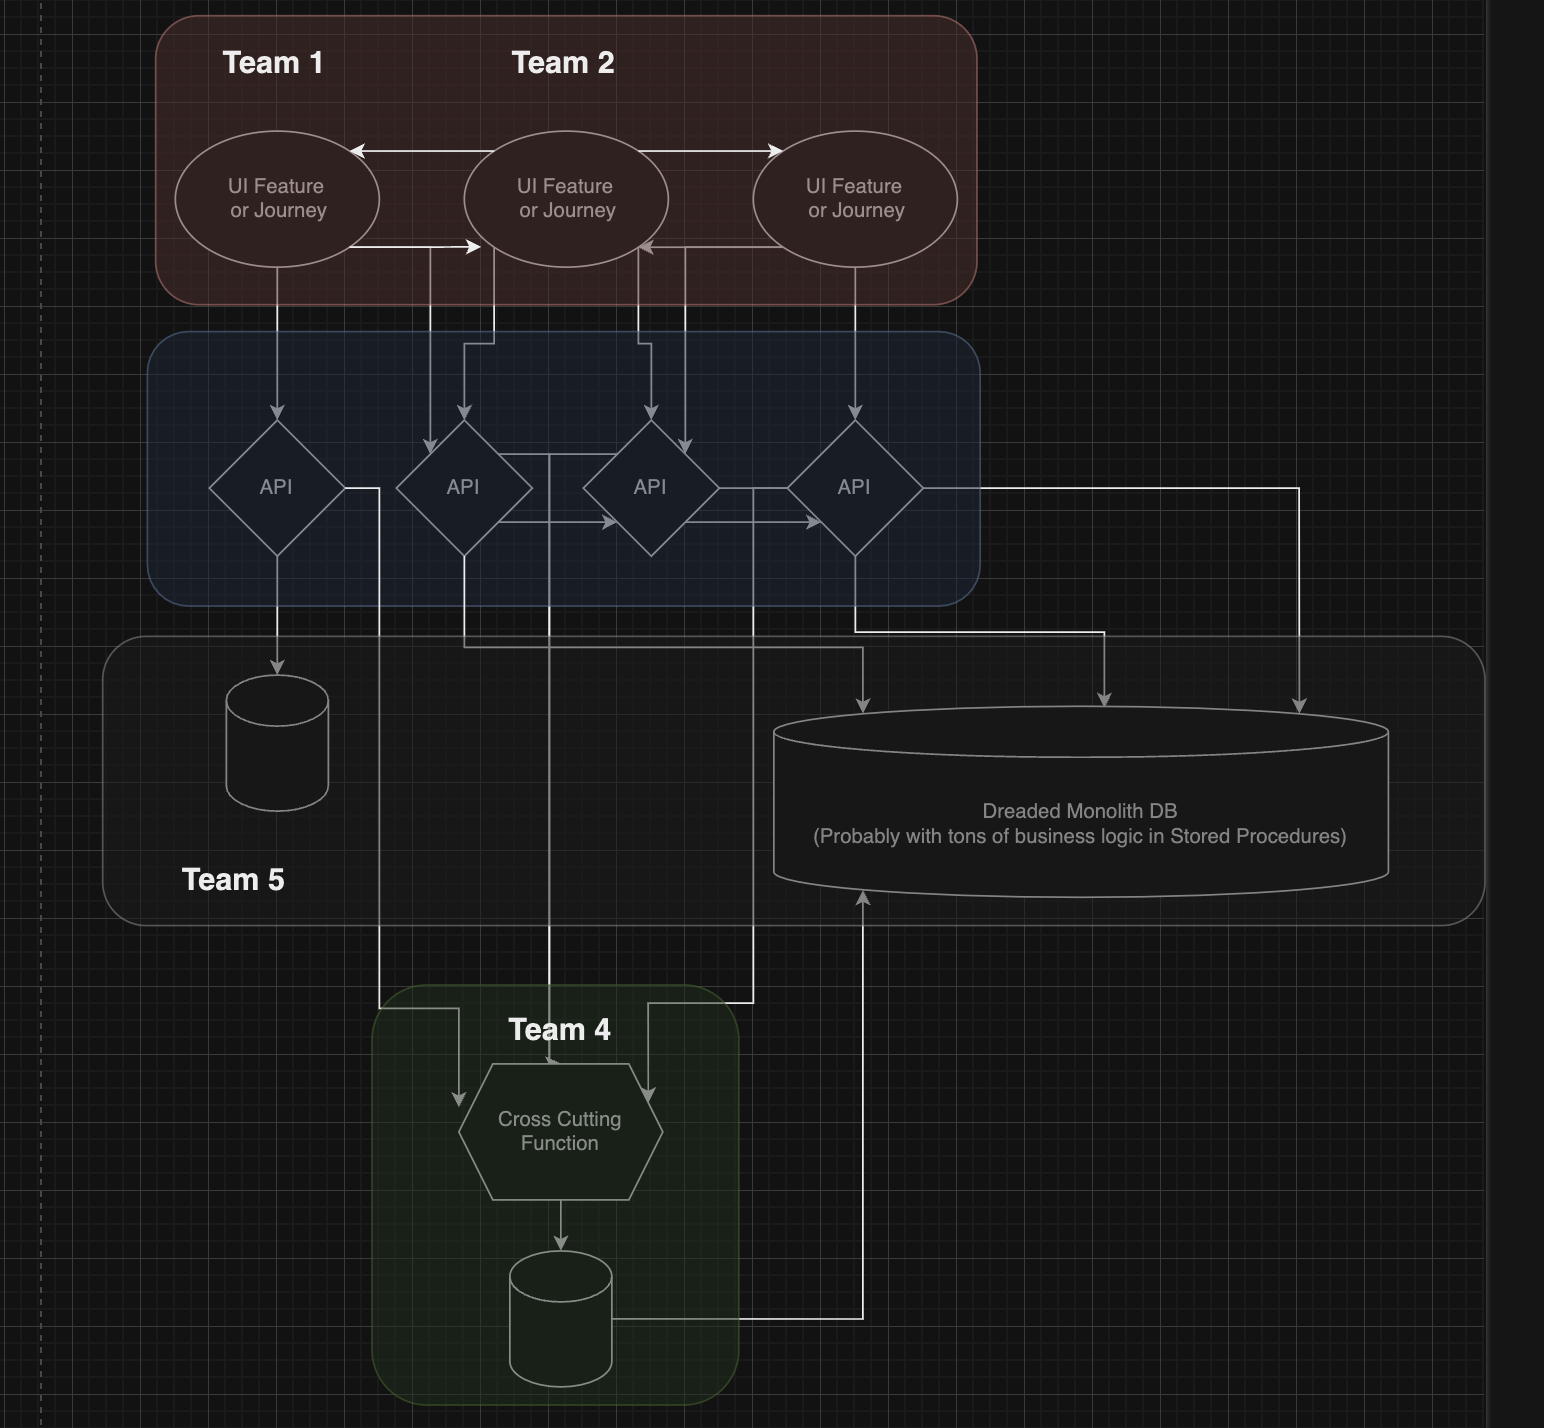 Team 1
Team 2
UI Feature
or Journey
UI Feature
or Journey
UI Feature
or Journey
API
API
API
API
Dreaded Monolith DB
(Probably with tons of business logic in Stored Procedures)
Team 5
Team 4
Cross Cutting
Function